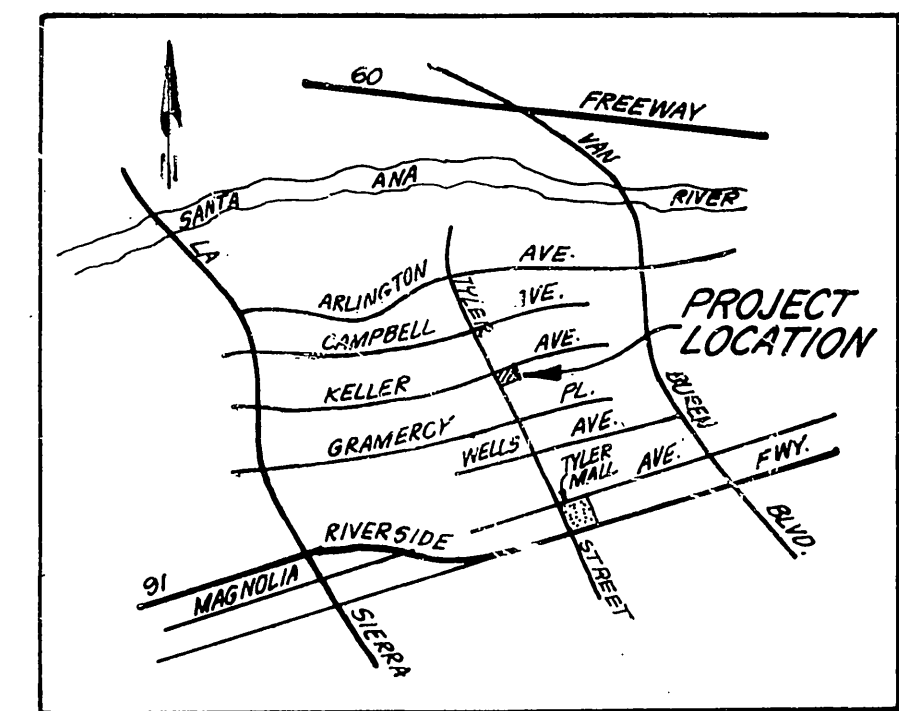 60
FREEWAY
VAN BUREN BLVD.
SANTA ANA RIVER
LA SIERRA
ARLINGTON AVE.
TYLER STREET
CAMPBELL
PROJECT
LOCATION
KELLER AVE.
GRAMERCY PL.
WELLS AVE.
TYLER
MALL
AVE.
FWY.
RIVERSIDE
91
MAGNOLIA